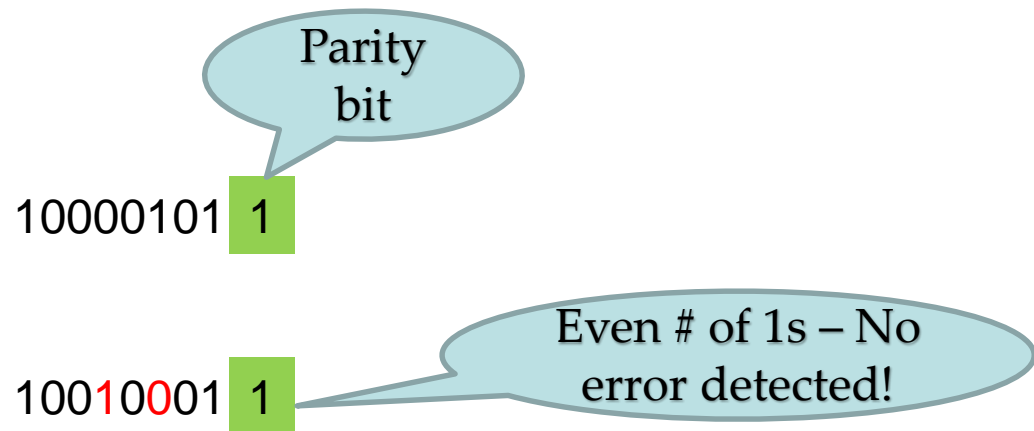 Parity
bit
10000101 1
Even # of 1s – No
error detected!
10010001 1